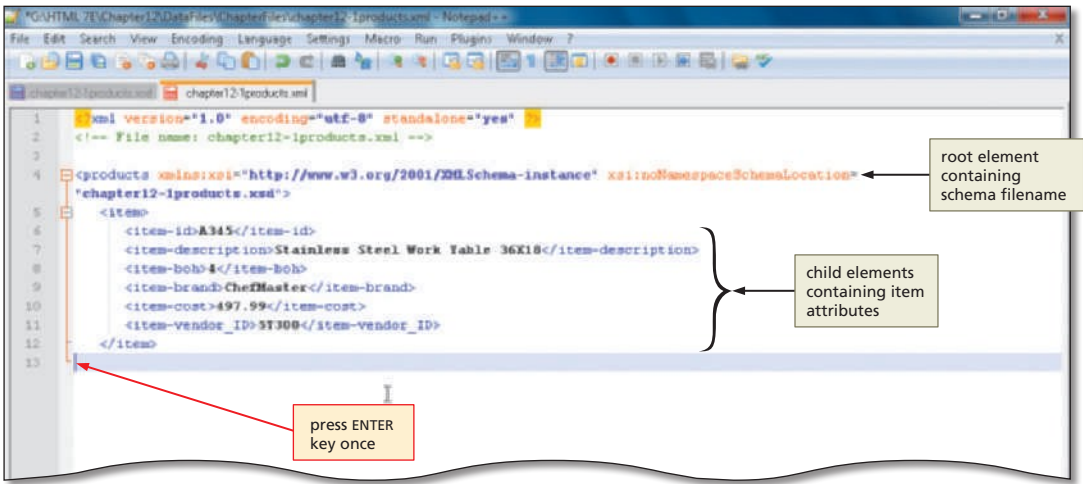 *G:\HTML 7E\Chapter12\DataFiles\ChapterFiles\chapter12-1products.xml - Notepad++
File Edit Search View Encoding Language Settings Macro Run Plugins Window ? X
chapter12-1products.xsd chapter12-1products.xml
1 <?xml version="1.0" encoding="utf-8" standalone="yes" ?>
2 <!-- File name: chapter12-1products.xml -->
3
4 <products xmlns:xsi="http://www.w3.org/2001/XMLSchema-instance" xsi:noNamespaceSchemaLocation=
"chapter12-1products.xsd">
5 <item>
6 <item-id>A345</item-id>
7 <item-description>Stainless Steel Work Table 36X18</item-description>
8 <item-boh>4</item-boh>
9 <item-brand>ChefMaster</item-brand>
10 <item-cost>497.99</item-cost>
11 <item-vendor_ID>ST300</item-vendor_ID>
12 </item>
13
root element
containing
schema filename
child elements
containing item
attributes
press ENTER
key once